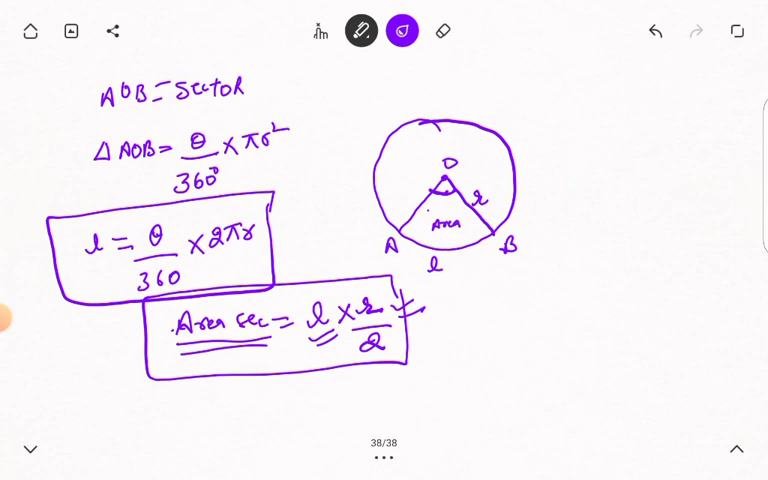 AOB = Sector
Δ AOB = θ/360° × πr²
l = θ/360 × 2πr
Area sec = l × r/2
O
r
Area
A
B
l
38/38